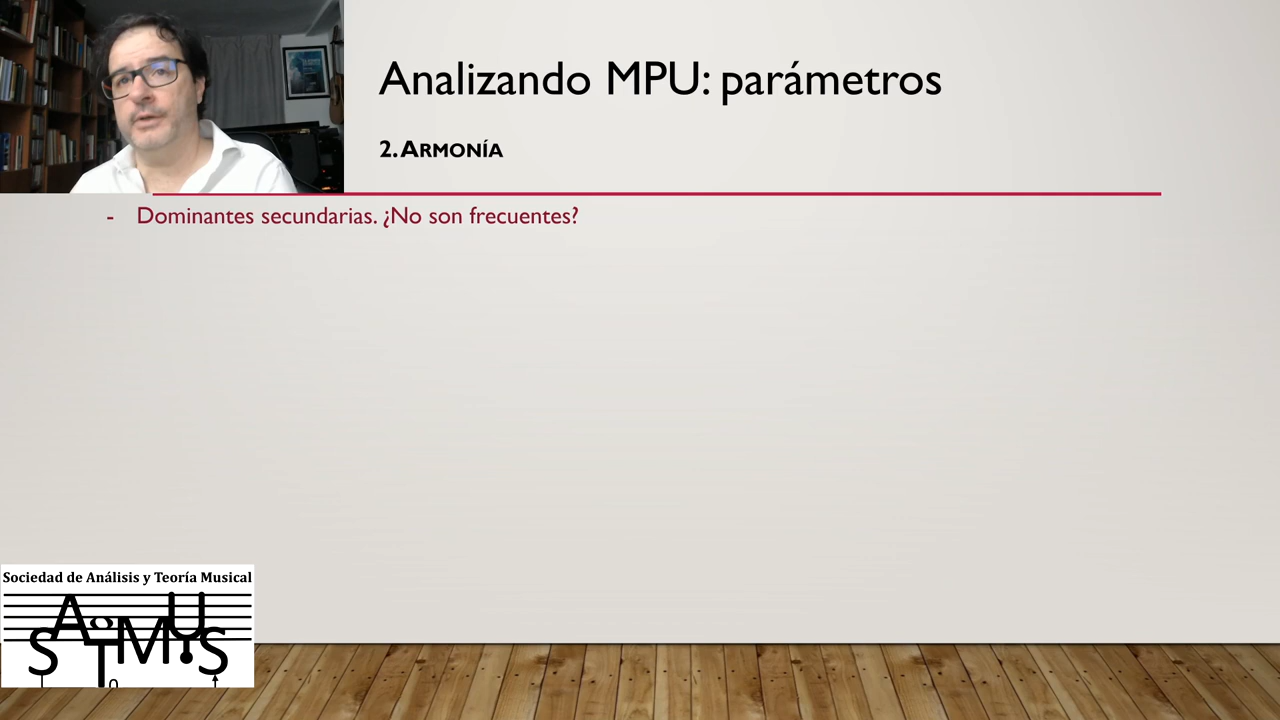 Analizando MPU: parámetros
2. ARMONÍA
- Dominantes secundarias. ¿No son frecuentes?
Sociedad de Análisis y Teoría Musical
SATMUS